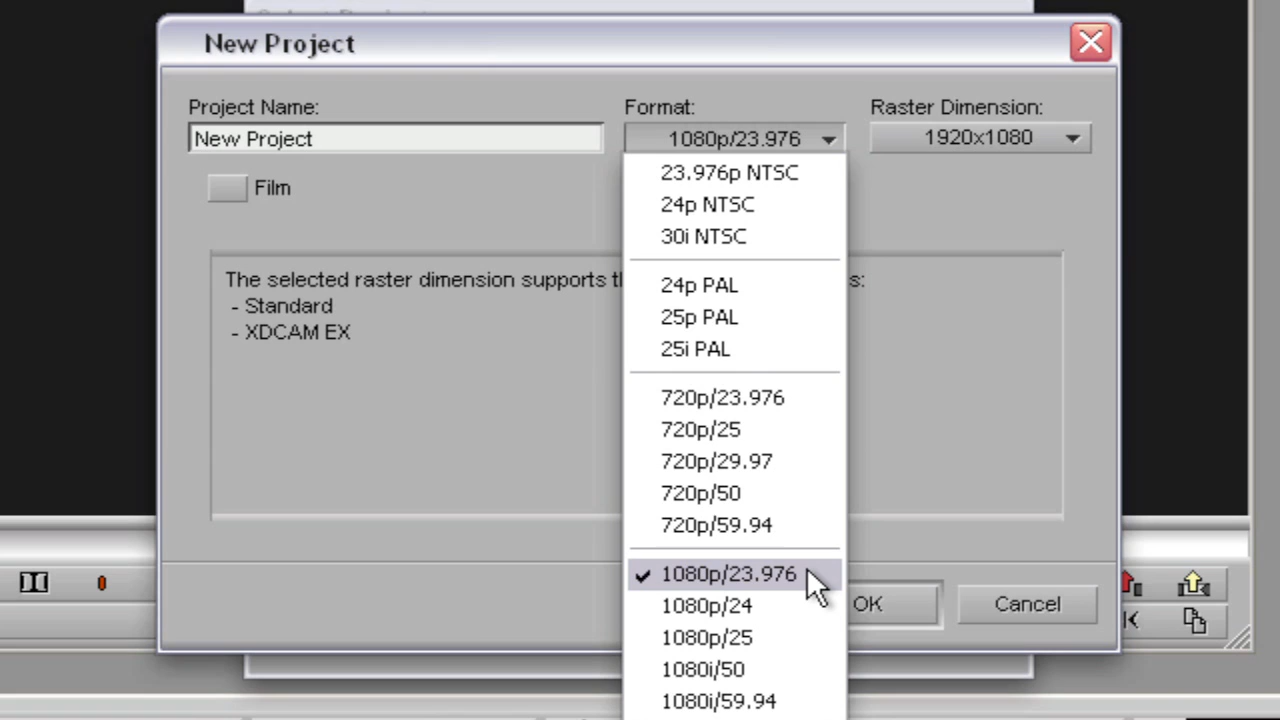 New Project
Project Name:
New Project
Film
Format:
1080p/23.976
Raster Dimension:
1920x1080
The selected raster dimension supports
s:
- Standard
- XDCAM EX
23.976p NTSC
24p NTSC
30i NTSC
24p PAL
25p PAL
25i PAL
720p/23.976
720p/25
720p/29.97
720p/50
720p/59.94
1080p/23.976
1080p/24
1080p/25
1080i/50
1080i/59.94
OK
Cancel